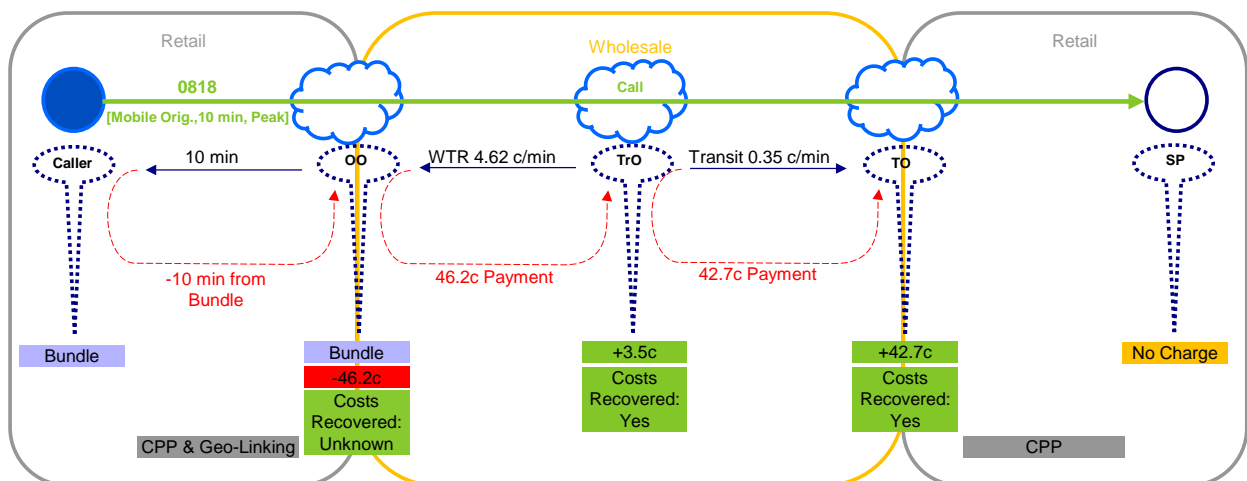 Retail
Wholesale
Retail
0818
Call
[Mobile Orig.,10 min, Peak]
Caller
10 min
OO
WTR 4.62 c/min
TrO
Transit 0.35 c/min
TO
SP
-10 min from
Bundle
46.2c Payment
42.7c Payment
Bundle
Bundle
-46.2c
Costs
Recovered:
Unknown
+3.5c
Costs
Recovered:
Yes
+42.7c
Costs
Recovered:
Yes
No Charge
CPP & Geo-Linking
CPP